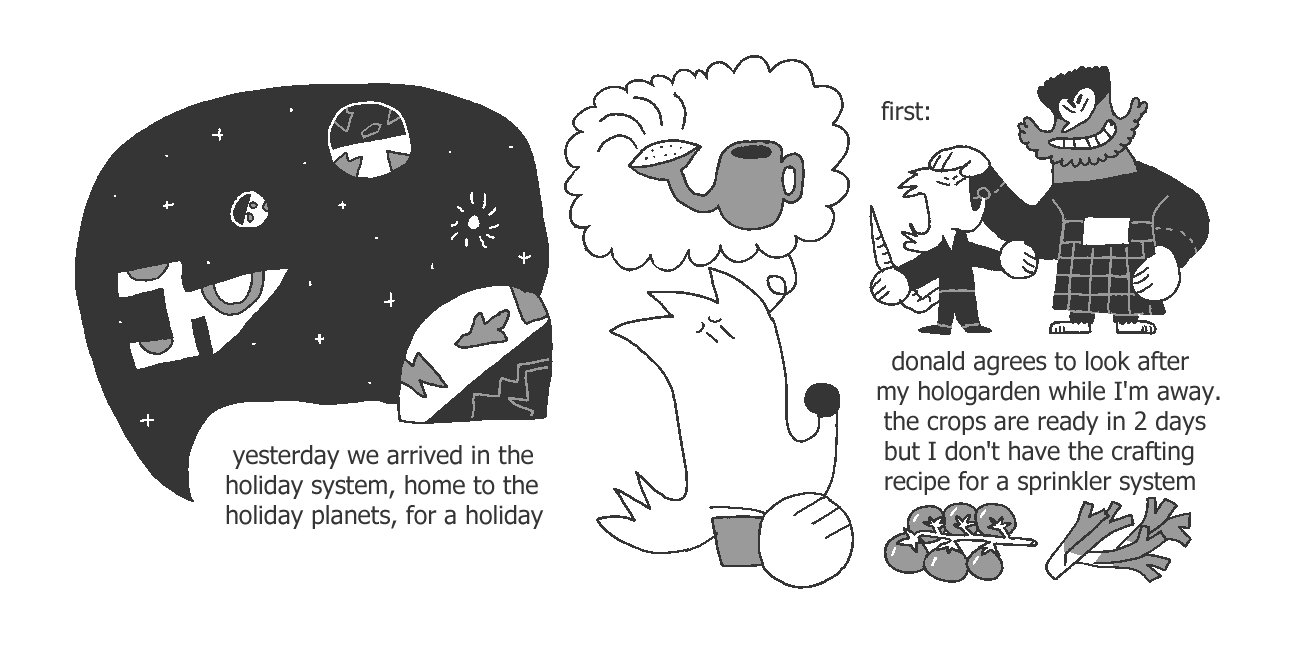 yesterday we arrived in the
holiday system, home to the
holiday planets, for a holiday
first:
donald agrees to look after
my hologarden while I'm away.
the crops are ready in 2 days
but I don't have the crafting
recipe for a sprinkler system